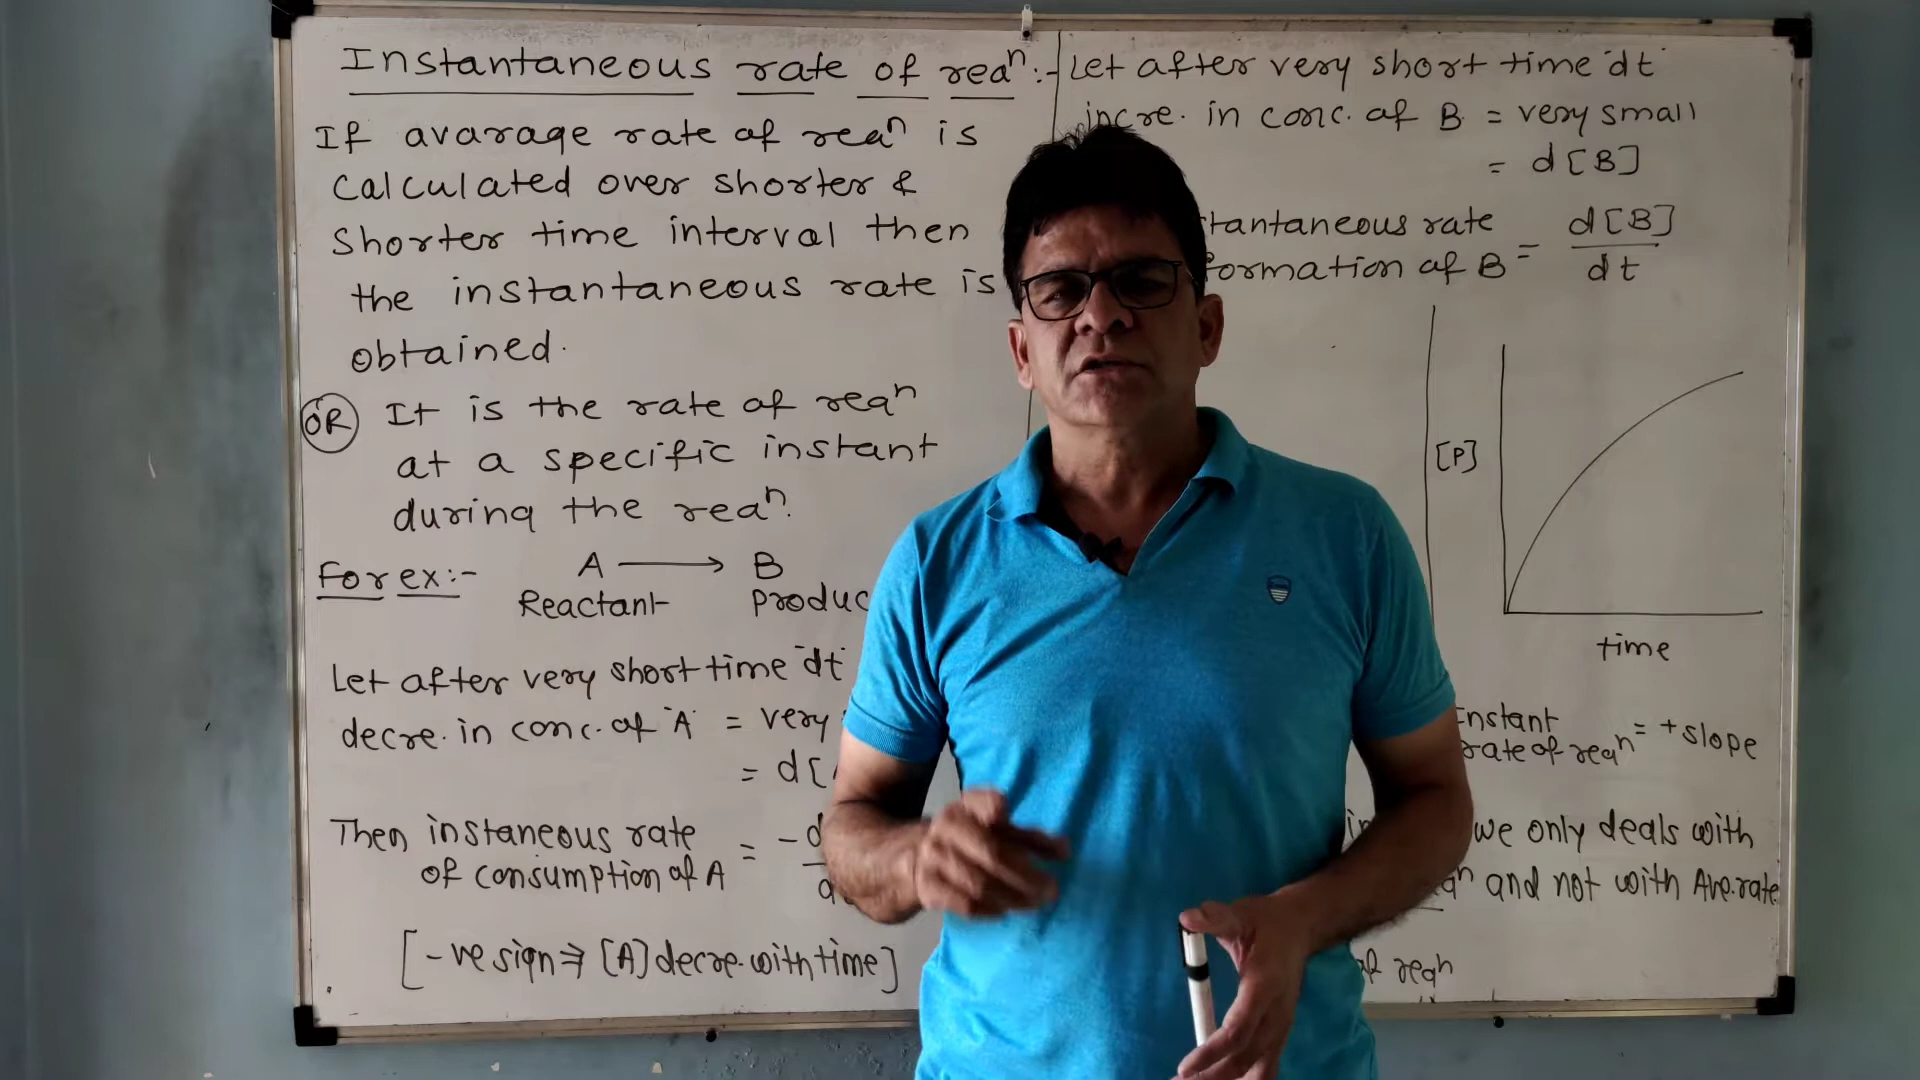 Instantaneous rate of reaⁿ:-
If avarage rate of reaⁿ is
calculated over shorter &
shorter time interval then
the instantaneous rate is
obtained.
OR It is the rate of reaⁿ
at a specific instant
during the reaⁿ.
For ex:- A ⟶ B
Reactant Produc
Let after very short time 'dt'
decre. in conc. of 'A' = very
= d[
Then instaneous rate
of consumption of A = -d
[-ve sign ⇒ [A] decre. with time]
Let after very short time 'dt'
incre. in conc. of B = very small
= d[B]
tantaneous rate
formation of B = d[B]
dt
[P]
time
Instant
rate of reaⁿ = +slope
in we only deals with
aⁿ and not with Ave. rate
of reaⁿ